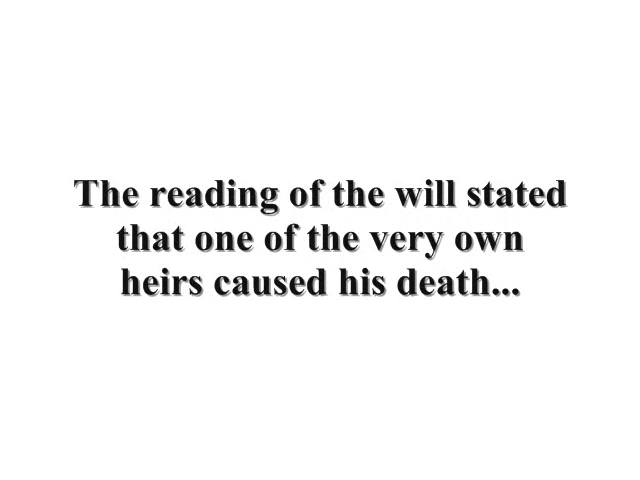 The reading of the will stated
that one of the very own
heirs caused his death...